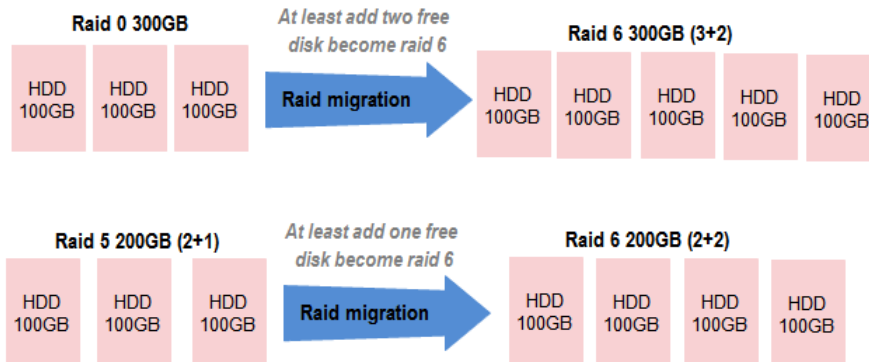 Raid 0 300GB
At least add two free
disk become raid 6
Raid 6 300GB (3+2)
HDD
100GB
HDD
100GB
HDD
100GB
Raid migration
HDD
100GB
HDD
100GB
HDD
100GB
HDD
100GB
HDD
100GB
Raid 5 200GB (2+1)
At least add one free
disk become raid 6
Raid 6 200GB (2+2)
HDD
100GB
HDD
100GB
HDD
100GB
Raid migration
HDD
100GB
HDD
100GB
HDD
100GB
HDD
100GB